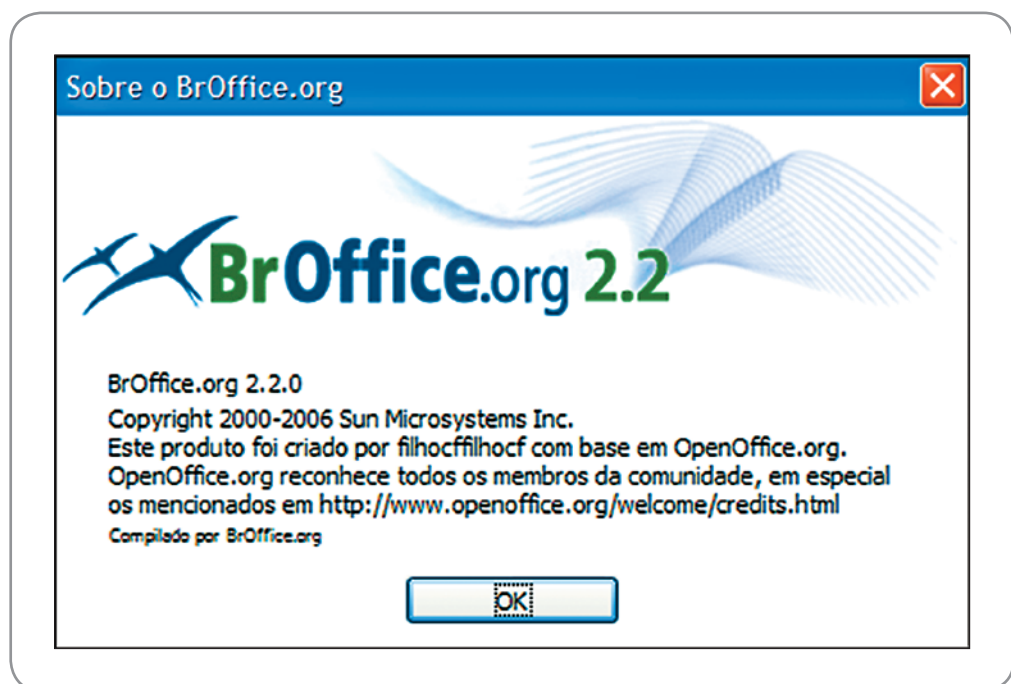 Sobre o BrOffice.org
BrOffice.org 2.2
BrOffice.org 2.2.0
Copyright 2000-2006 Sun Microsystems Inc.
Este produto foi criado por filhocffilhocf com base em OpenOffice.org.
OpenOffice.org reconhece todos os membros da comunidade, em especial
os mencionados em http://www.openoffice.org/welcome/credits.html
Compilado por BrOffice.org
OK